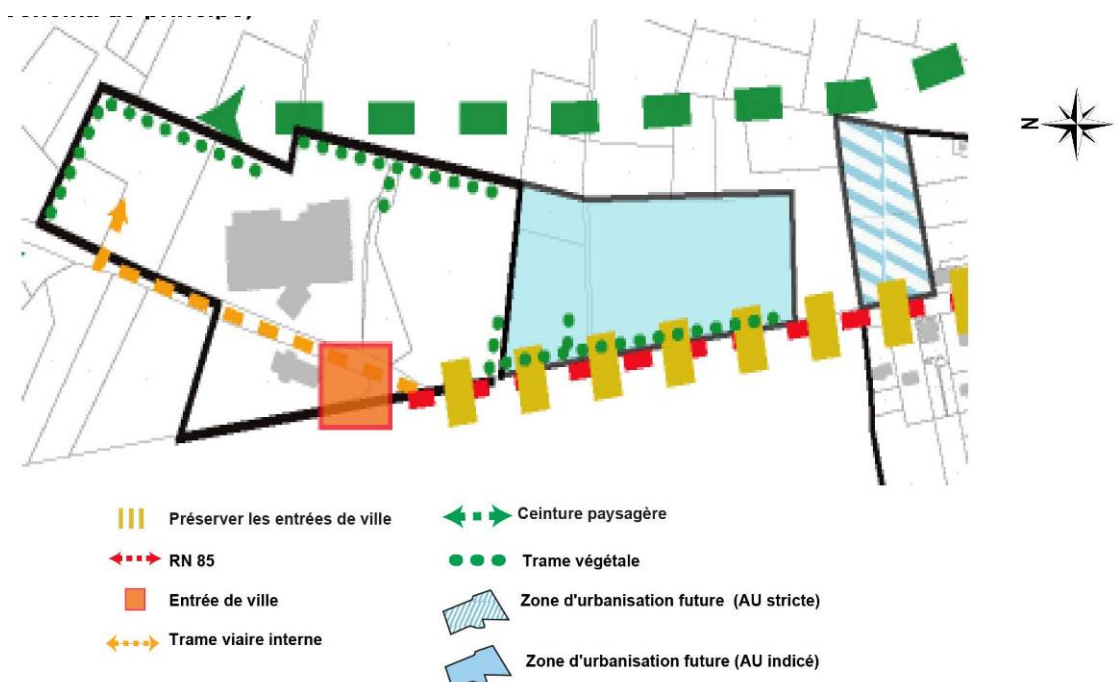 N
Préserver les entrées de ville
RN 85
Entrée de ville
Trame viaire interne
Ceinture paysagère
Trame végétale
Zone d'urbanisation future (AU stricte)
Zone d'urbanisation future (AU indicé)